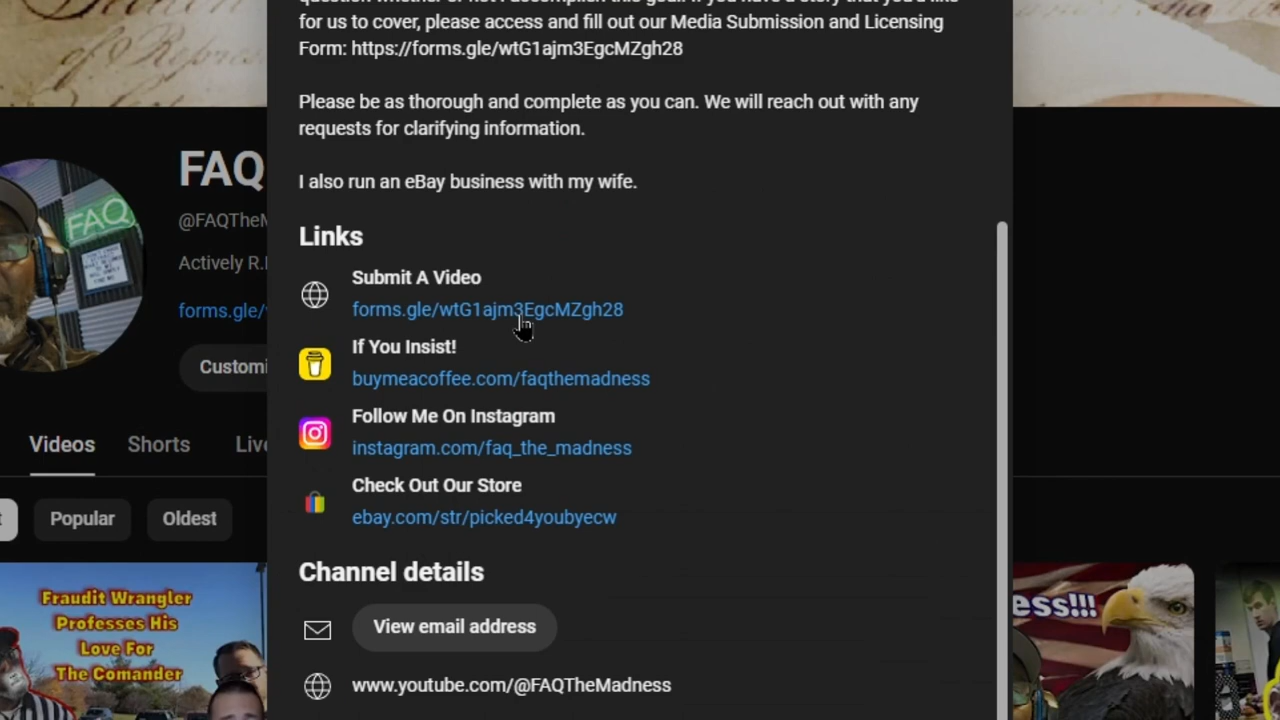 for us to cover, please access and fill out our Media Submission and Licensing
Form: https://forms.gle/wtG1ajm3EgcMZgh28
Please be as thorough and complete as you can. We will reach out with any
requests for clarifying information.
I also run an eBay business with my wife.
Links
Submit A Video
forms.gle/wtG1ajm3EgcMZgh28
If You Insist!
buymeacoffee.com/faqthemadness
Follow Me On Instagram
instagram.com/faq_the_madness
Check Out Our Store
ebay.com/str/picked4youbyecw
Channel details
View email address
www.youtube.com/@FAQTheMadness
FAQ
@FAQTheM
Actively R.
forms.gle/
Customi
Videos Shorts Live
Popular Oldest
FAQ
Fraudit Wrangler
Professes His
Love For
The Comander
ess!!!